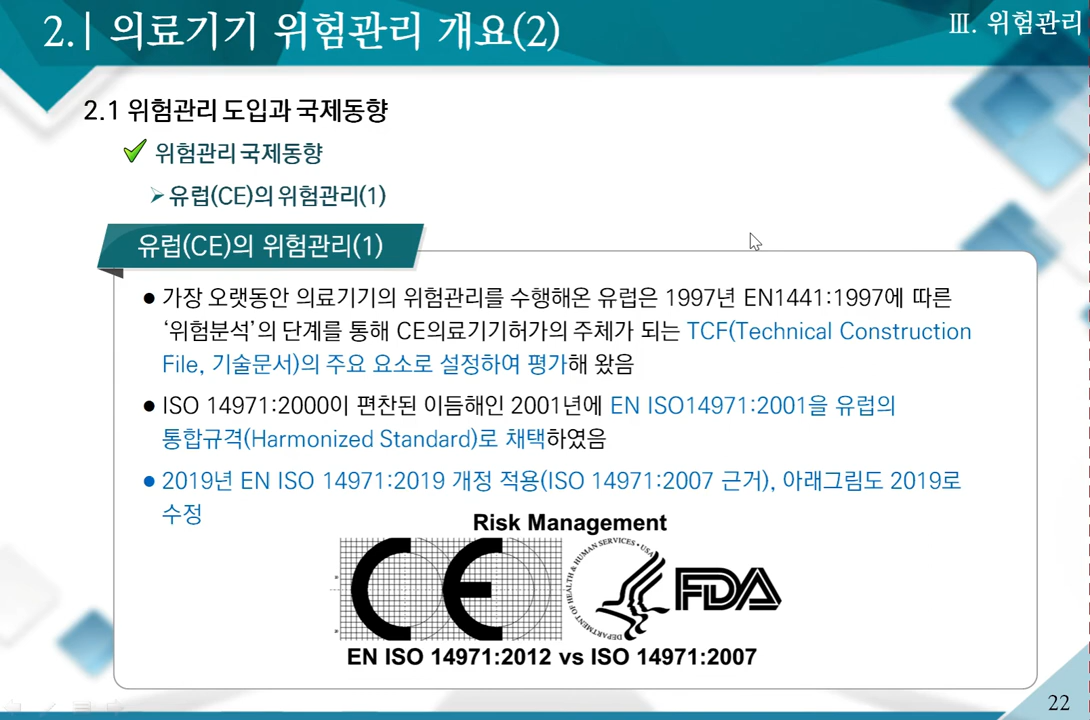 2.| 의료기기 위험관리 개요(2)
Ⅲ. 위험관리
2.1 위험관리 도입과 국제동향
위험관리 국제동향
유럽(CE)의 위험관리(1)
유럽(CE)의 위험관리(1)
● 가장 오랫동안 의료기기의 위험관리를 수행해온 유럽은 1997년 EN1441:1997에 따른
‘위험분석’의 단계를 통해 CE의료기기허가의 주체가 되는 TCF(Technical Construction
File, 기술문서)의 주요 요소로 설정하여 평가해 왔음
● ISO 14971:2000이 편찬된 이듬해인 2001년에 EN ISO14971:2001을 유럽의
통합규격(Harmonized Standard)로 채택하였음
● 2019년 EN ISO 14971:2019 개정 적용(ISO 14971:2007 근거), 아래그림도 2019로
수정
Risk Management
CE
DEPARTMENT OF HEALTH & HUMAN SERVICES • USA
FDA
EN ISO 14971:2012 vs ISO 14971:2007
22